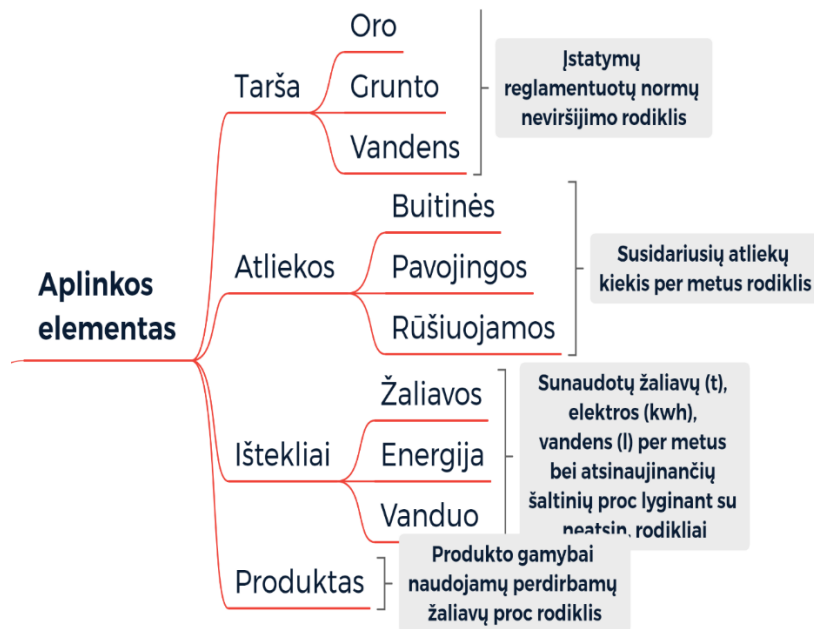 Aplinkos
elementas
Tarša
Oro
Grunto
Vandens
Įstatymų
reglamentuotų normų
neviršijimo rodiklis
Atliekos
Buitinės
Pavojingos
Rūšiuojamos
Susidariusių atliekų
kiekis per metus rodiklis
Ištekliai
Žaliavos
Energija
Vanduo
Sunaudotų žaliavų (t),
elektros (kwh),
vandens (l) per metus
bei atsinaujinančių
šaltinių proc lyginant su
neatsin. rodikliai
Produktas
Produkto gamybai
naudojamų perdirbamų
žaliavų proc rodiklis